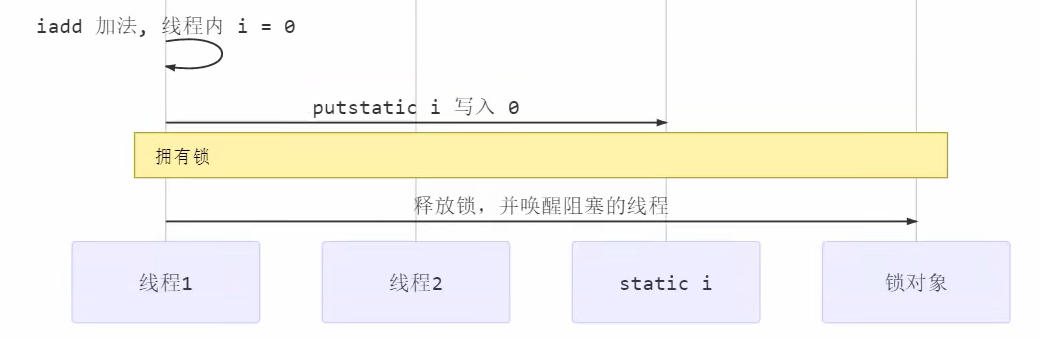 iadd 加法, 线程内 i = 0
putstatic i 写入 0
拥有锁
释放锁，并唤醒阻塞的线程
线程1
线程2
static i
锁对象